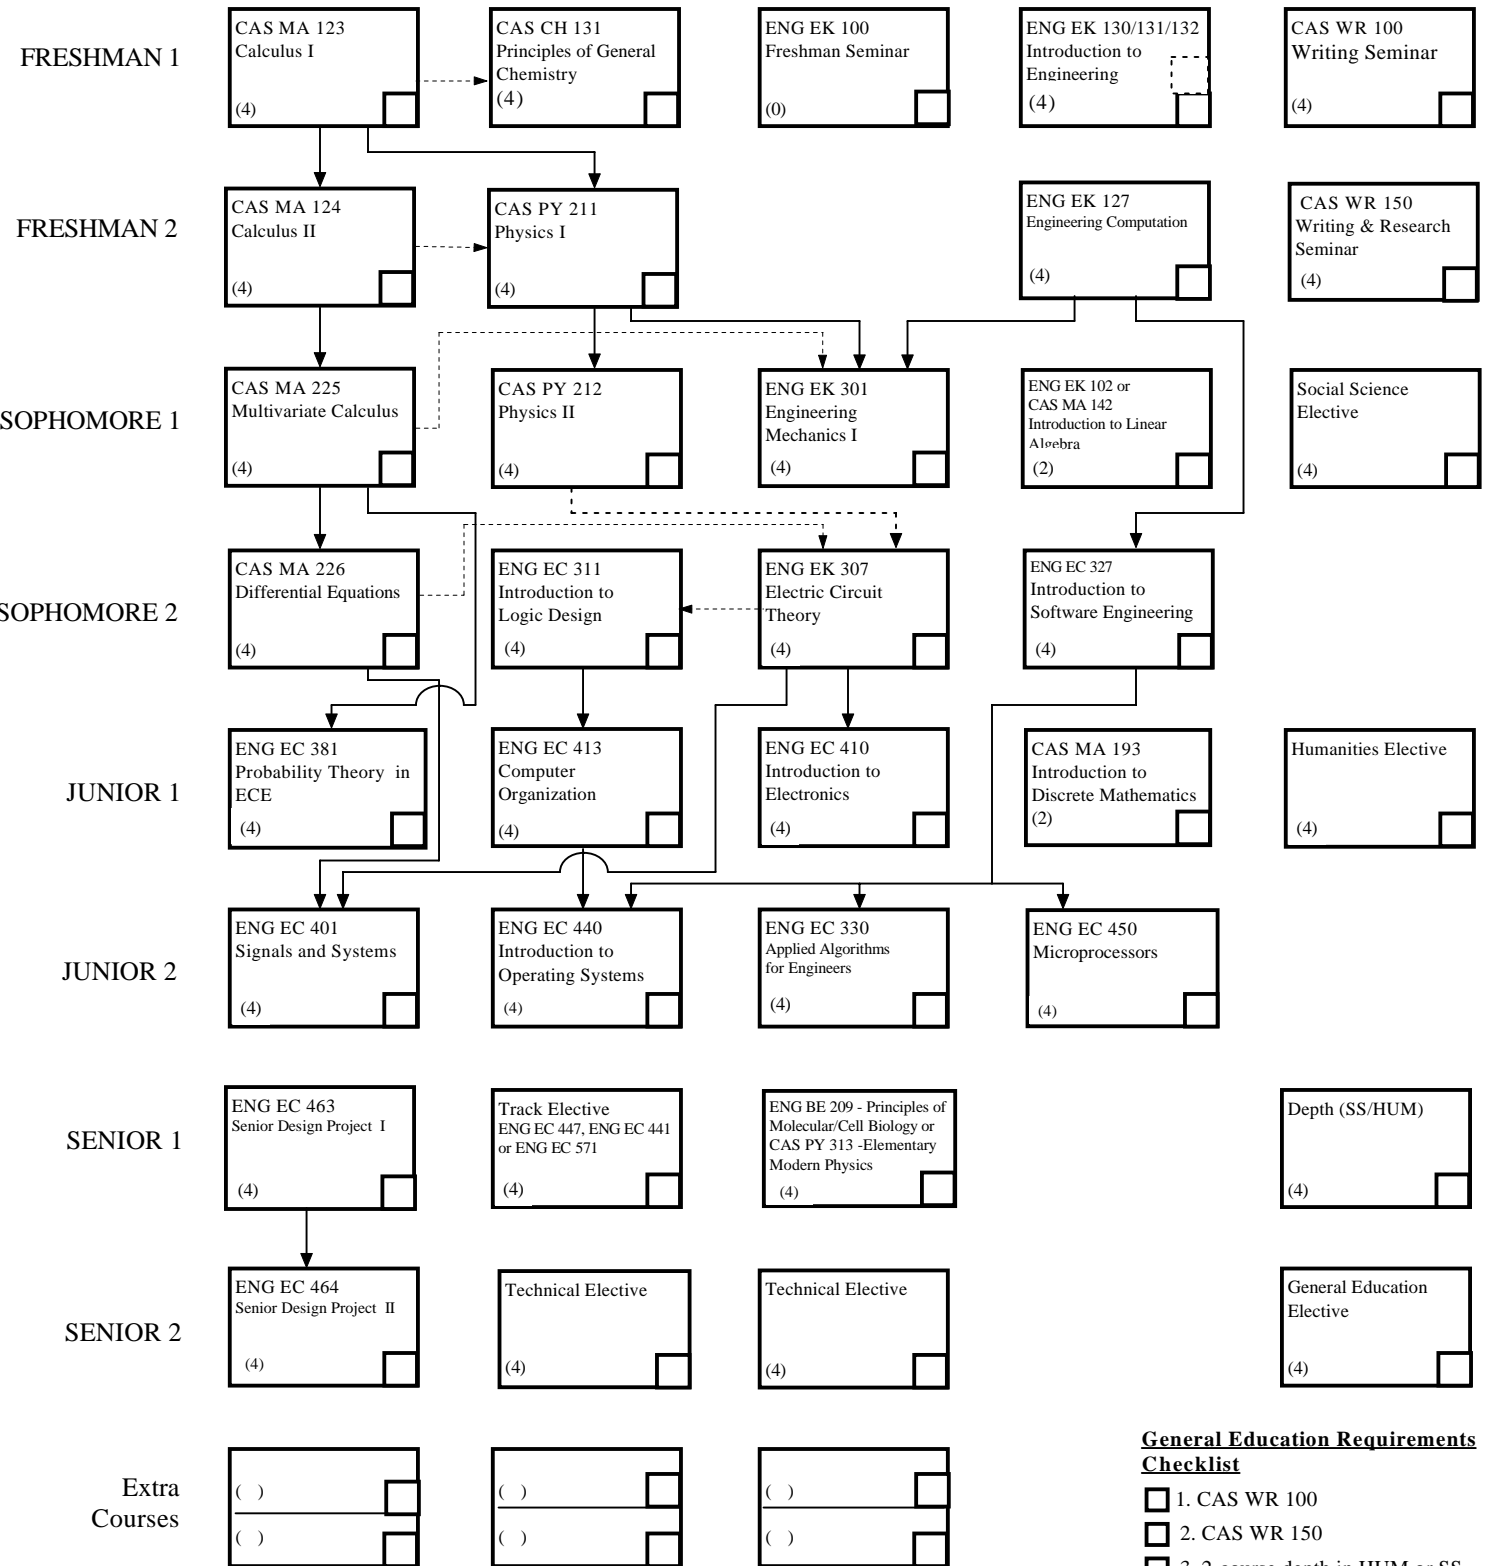 FRESHMAN 1
CAS MA 123
Calculus I
(4)
CAS CH 131
Principles of General
Chemistry
(4)
ENG EK 100
Freshman Seminar
(0)
ENG EK 130/131/132
Introduction to
Engineering
(4)
CAS WR 100
Writing Seminar
(4)
FRESHMAN 2
CAS MA 124
Calculus II
(4)
CAS PY 211
Physics I
(4)
ENG EK 127
Engineering Computation
(4)
CAS WR 150
Writing & Research
Seminar
(4)
SOPHOMORE 1
CAS MA 225
Multivariate Calculus
(4)
CAS PY 212
Physics II
(4)
ENG EK 301
Engineering
Mechanics I
(4)
ENG EK 102 or
CAS MA 142
Introduction to Linear
Algebra
(2)
Social Science
Elective
(4)
SOPHOMORE 2
CAS MA 226
Differential Equations
(4)
ENG EC 311
Introduction to
Logic Design
(4)
ENG EK 307
Electric Circuit
Theory
(4)
ENG EC 327
Introduction to
Software Engineering
(4)
JUNIOR 1
ENG EC 381
Probability Theory in
ECE
(4)
ENG EC 413
Computer
Organization
(4)
ENG EC 410
Introduction to
Electronics
(4)
CAS MA 193
Introduction to
Discrete Mathematics
(2)
Humanities Elective
(4)
JUNIOR 2
ENG EC 401
Signals and Systems
(4)
ENG EC 440
Introduction to
Operating Systems
(4)
ENG EC 330
Applied Algorithms
for Engineers
(4)
ENG EC 450
Microprocessors
(4)
SENIOR 1
ENG EC 463
Senior Design Project I
(4)
Track Elective
ENG EC 447, ENG EC 441
or ENG EC 571
(4)
ENG BE 209 - Principles of
Molecular/Cell Biology or
CAS PY 313 -Elementary
Modern Physics
(4)
Depth (SS/HUM)
(4)
SENIOR 2
ENG EC 464
Senior Design Project II
(4)
Technical Elective
(4)
Technical Elective
(4)
General Education
Elective
(4)
Extra
Courses
( )
( )
( )
( )
( )
( )
General Education Requirements
Checklist
1. CAS WR 100
2. CAS WR 150
3. 2-course depth in HUM or SS